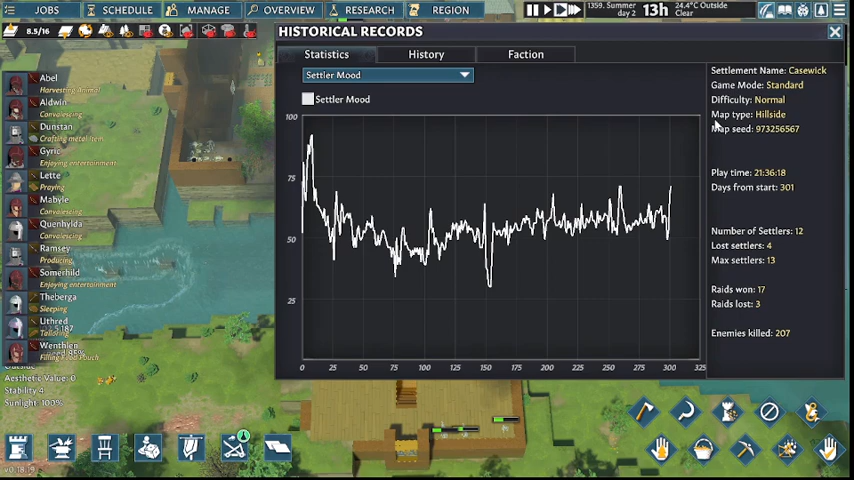 JOBS
SCHEDULE
MANAGE
OVERVIEW
RESEARCH
REGION
1359. Summer
day 2
13h
24.4°C Outside
Clear
8.5/16
HISTORICAL RECORDS
Statistics
History
Faction
Settler Mood
Settler Mood
100
75
50
25
0
25
50
75
100
125
150
175
200
225
250
275
300
325
Settlement Name: Casewick
Game Mode: Standard
Difficulty: Normal
Map type: Hillside
Map seed: 973256567
Play time: 21:36:18
Days from start: 301
Number of Settlers: 12
Lost settlers: 4
Max settlers: 13
Raids won: 17
Raids lost: 3
Enemies killed: 207
Abel
Harvesting Animal
Aldwin
Convalescing
Dunstan
Crafting metal item
Gyric
Enjoying entertainment
Lette
Praying
Mabyle
Convalescing
Quenhylda
Convalescing
Ramsey
Producing
Somerhild
Enjoying entertainment
Theberga
Sleeping
Uthred
Tailoring
Wenthlen
Filling Food Pouch
Outside
Aesthetic Value: 0
Stability 4
Sunlight: 100%
v0.18.19